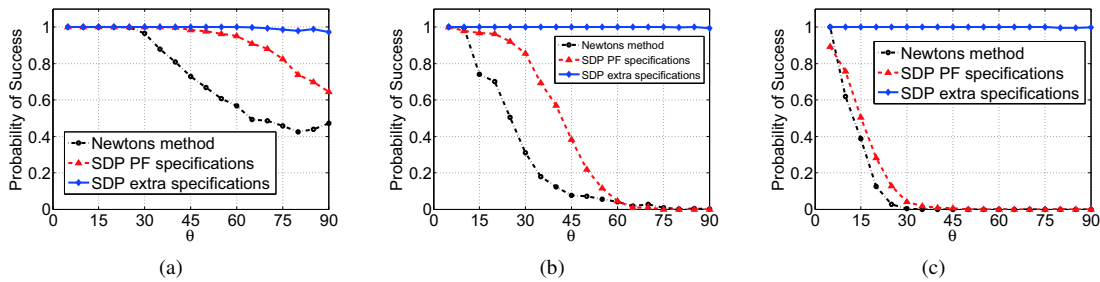 Probability of Success
1
0.8
0.6
0.4
0.2
0
Newtons method
SDP PF specifications
SDP extra specifications
0 15 30 45 60 75 90
θ
(a)
Probability of Success
1
0.8
0.6
0.4
0.2
0
Newtons method
SDP PF specifications
SDP extra specifications
0 15 30 45 60 75 90
θ
(b)
Probability of Success
1
0.8
0.6
0.4
0.2
0
Newtons method
SDP PF specifications
SDP extra specifications
0 15 30 45 60 75 90
θ
(c)